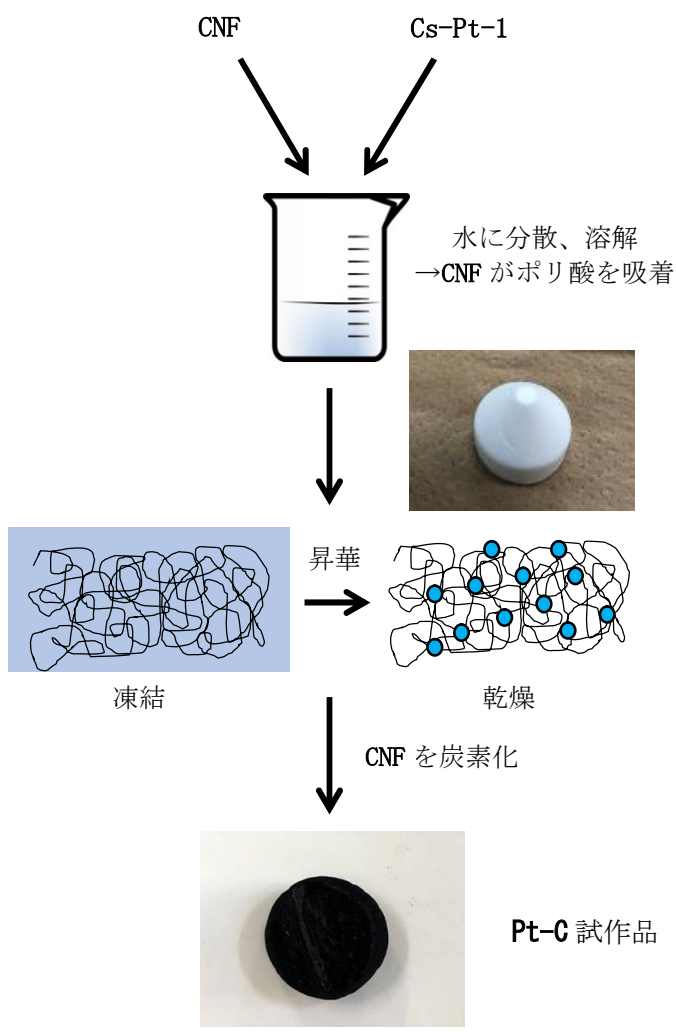 CNF
Cs-Pt-1
水に分散、溶解
→CNF がポリ酸を吸着
昇華
凍結
乾燥
CNF を炭素化
Pt-C 試作品